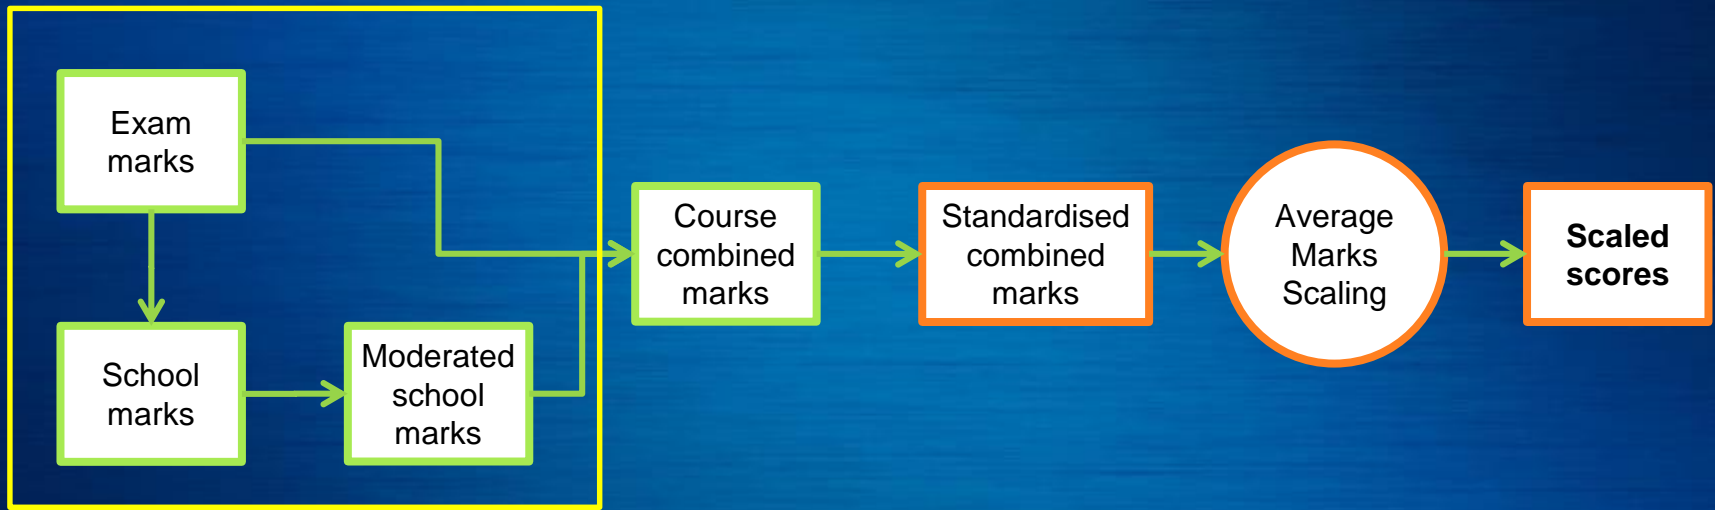 Exam
marks
School
marks
Moderated
school
marks
Course
combined
marks
Standardised
combined
marks
Average
Marks
Scaling
Scaled
scores